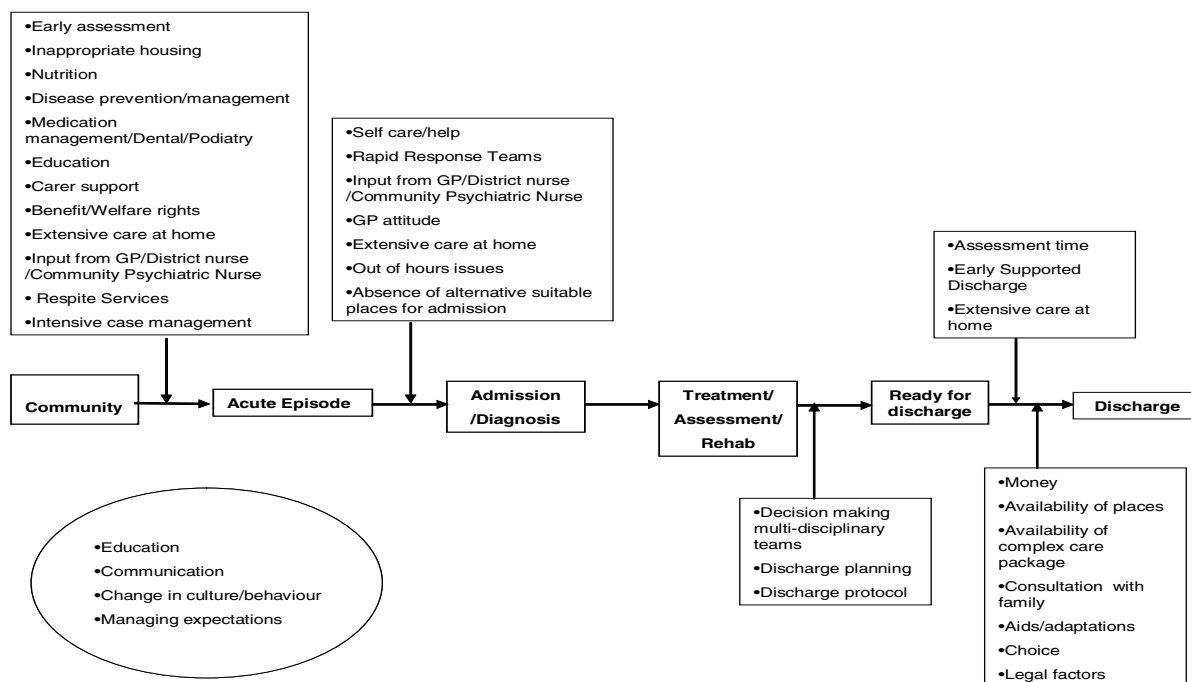 •Early assessment
•Inappropriate housing
•Nutrition
•Disease prevention/management
•Medication
management/Dental/Podiatry
•Education
•Carer support
•Benefit/Welfare rights
•Extensive care at home
•Input from GP/District nurse
/Community Psychiatric Nurse
• Respite Services
•Intensive case management
•Self care/help
•Rapid Response Teams
•Input from GP/District nurse
/Community Psychiatric Nurse
•GP attitude
•Extensive care at home
•Out of hours issues
•Absence of alternative suitable
places for admission
•Assessment time
•Early Supported
Discharge
•Extensive care at
home
Community
Acute Episode
Admission
/Diagnosis
Treatment/
Assessment/
Rehab
Ready for
discharge
Discharge
•Education
•Communication
•Change in culture/behaviour
•Managing expectations
•Decision making
multi-disciplinary
teams
•Discharge planning
•Discharge protocol
•Money
•Availability of places
•Availability of
complex care
package
•Consultation with
family
•Aids/adaptations
•Choice
•Legal factors